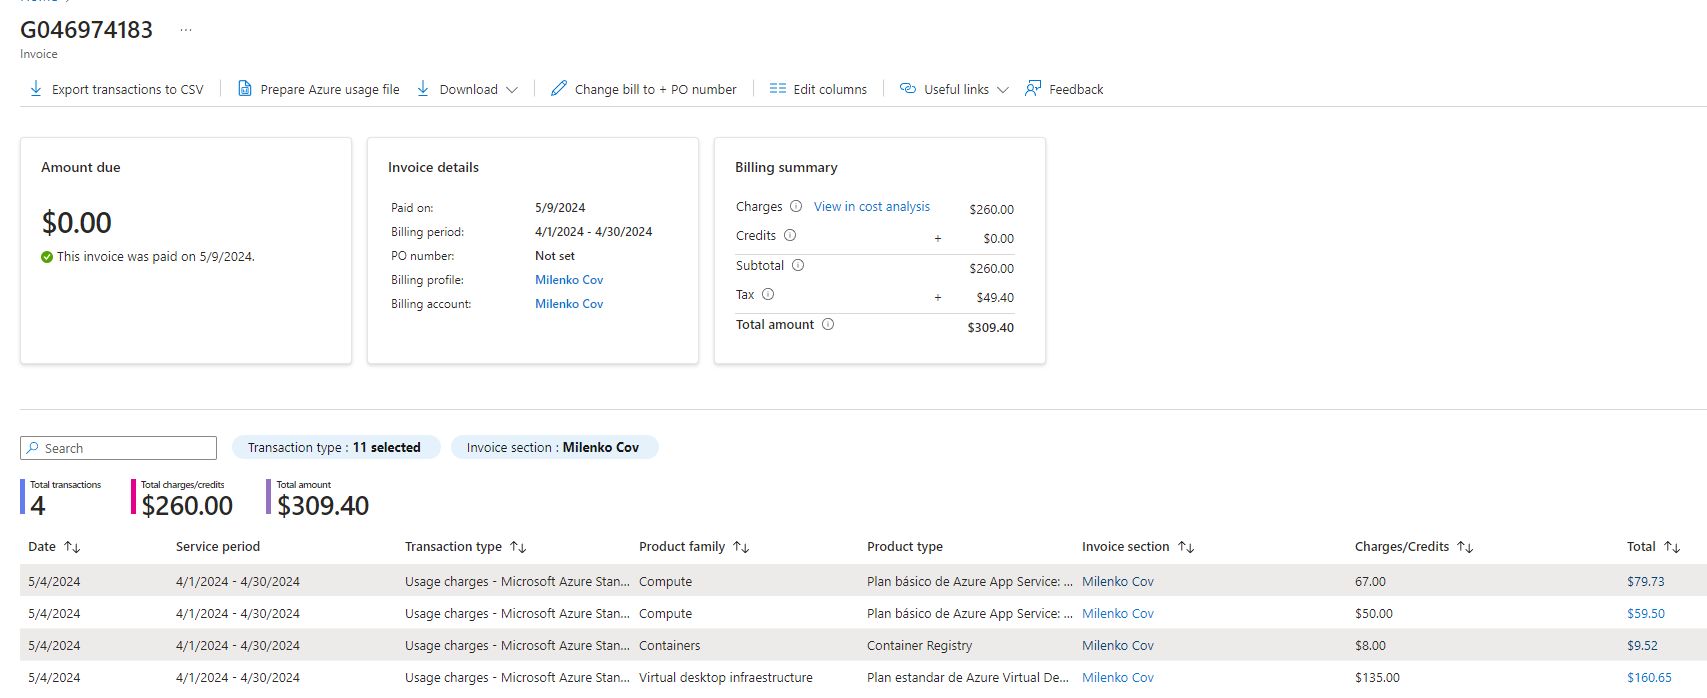 G046974183 ...
Invoice
Export transactions to CSV Prepare Azure usage file Download Change bill to + PO number Edit columns Useful links Feedback
Amount due
$0.00
This invoice was paid on 5/9/2024.
Invoice details
Paid on: 5/9/2024
Billing period: 4/1/2024 - 4/30/2024
PO number: Not set
Billing profile: Milenko Cov
Billing account: Milenko Cov
Billing summary
Charges View in cost analysis $260.00
Credits + $0.00
Subtotal $260.00
Tax + $49.40
Total amount $309.40
Search Transaction type : 11 selected Invoice section : Milenko Cov
Total transactions Total charges/credits Total amount
4 $260.00 $309.40
Date Service period Transaction type Product family Product type Invoice section Charges/Credits Total
5/4/2024 4/1/2024 - 4/30/2024 Usage charges - Microsoft Azure Stan... Compute Plan básico de Azure App Service: ... Milenko Cov 67.00 $79.73
5/4/2024 4/1/2024 - 4/30/2024 Usage charges - Microsoft Azure Stan... Compute Plan básico de Azure App Service: ... Milenko Cov $50.00 $59.50
5/4/2024 4/1/2024 - 4/30/2024 Usage charges - Microsoft Azure Stan... Containers Container Registry Milenko Cov $8.00 $9.52
5/4/2024 4/1/2024 - 4/30/2024 Usage charges - Microsoft Azure Stan... Virtual desktop infraestructure Plan estandar de Azure Virtual De... Milenko Cov $135.00 $160.65